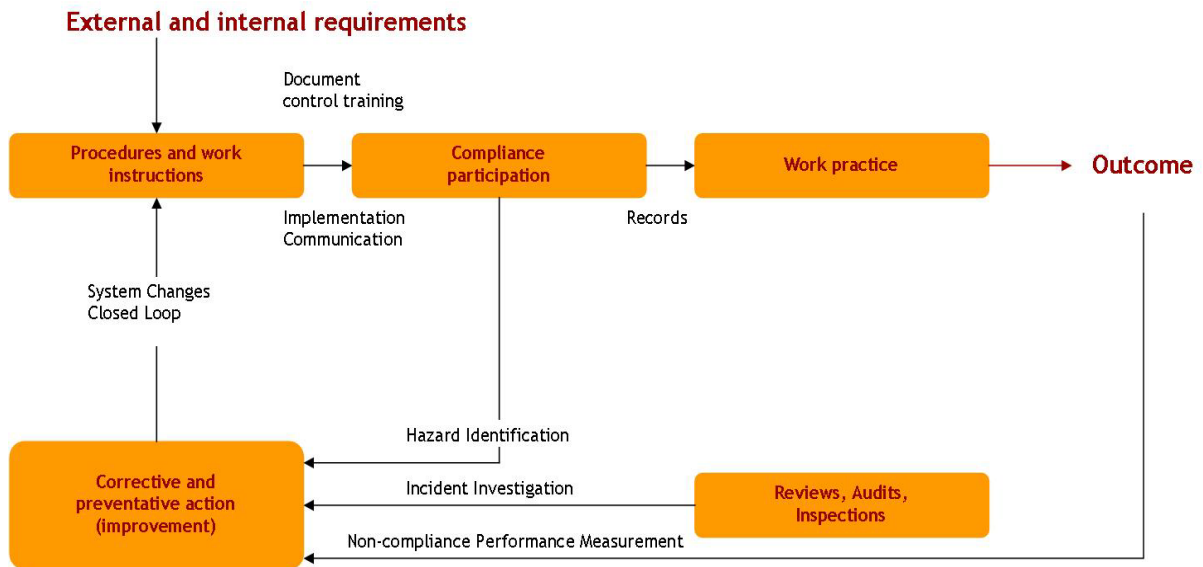 External and internal requirements
Document
control training
Procedures and work
instructions
Compliance
participation
Work practice
Outcome
Implementation
Communication
Records
System Changes
Closed Loop
Hazard Identification
Corrective and
preventative action
(improvement)
Incident Investigation
Reviews, Audits,
Inspections
Non-compliance Performance Measurement